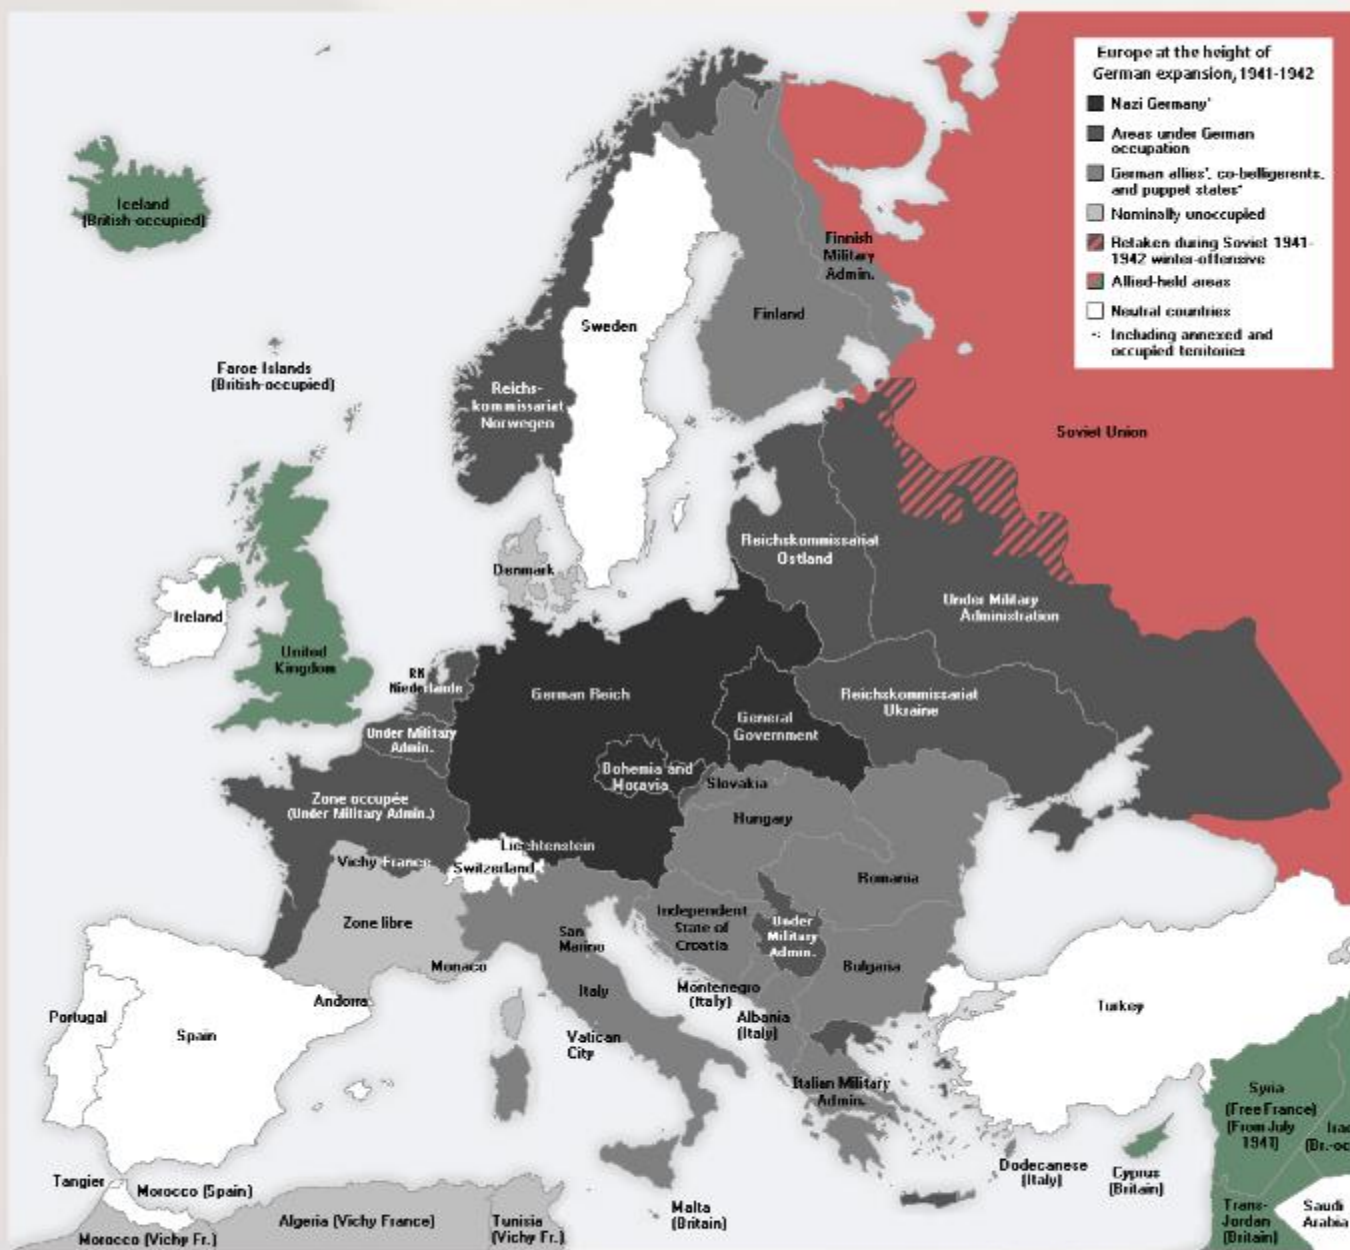 Europe at the height of
German expansion, 1941-1942
Nazi Germany*
Areas under German
occupation
German allies*, co-belligerents,
and puppet states*
Nominally unoccupied
Retaken during Soviet 1941-
1942 winter-offensive
Allied-held areas
Neutral countries
*: Including annexed and
occupied territories
Iceland
(British-occupied)
Finnish
Military
Admin.
Finland
Sweden
Faroe Islands
(British-occupied)
Reichs-
kommissariat
Norwegen
Soviet Union
Reichskommissariat
Ostland
Denmark
Under Military
Administration
Ireland
United
Kingdom
RK
Niederlande
German Reich
Reichskommissariat
Ukraine
General
Government
Under Military
Admin.
Bohemia and
Moravia
Slovakia
Zone occupée
(Under Military Admin.)
Hungary
Liechtenstein
Vichy France
Switzerland
Romania
Zone libre
Independent
State of
Croatia
Under
Military
Admin.
San
Marino
Monaco
Bulgaria
Montenegro
(Italy)
Italy
Andorra
Portugal
Spain
Turkey
Albania
(Italy)
Vatican
City
Italian Military
Admin.
Syria
(Free France)
(From July
1941)
(Br.-oc
Dodecanese
(Italy)
Cyprus
(Britain)
Tangier
Morocco (Spain)
Malta
(Britain)
Algeria (Vichy France)
Tunisia
(Vichy Fr.)
Morocco (Vichy Fr.)
Trans-
Jordan
(Britain)
Saudi
Arabia